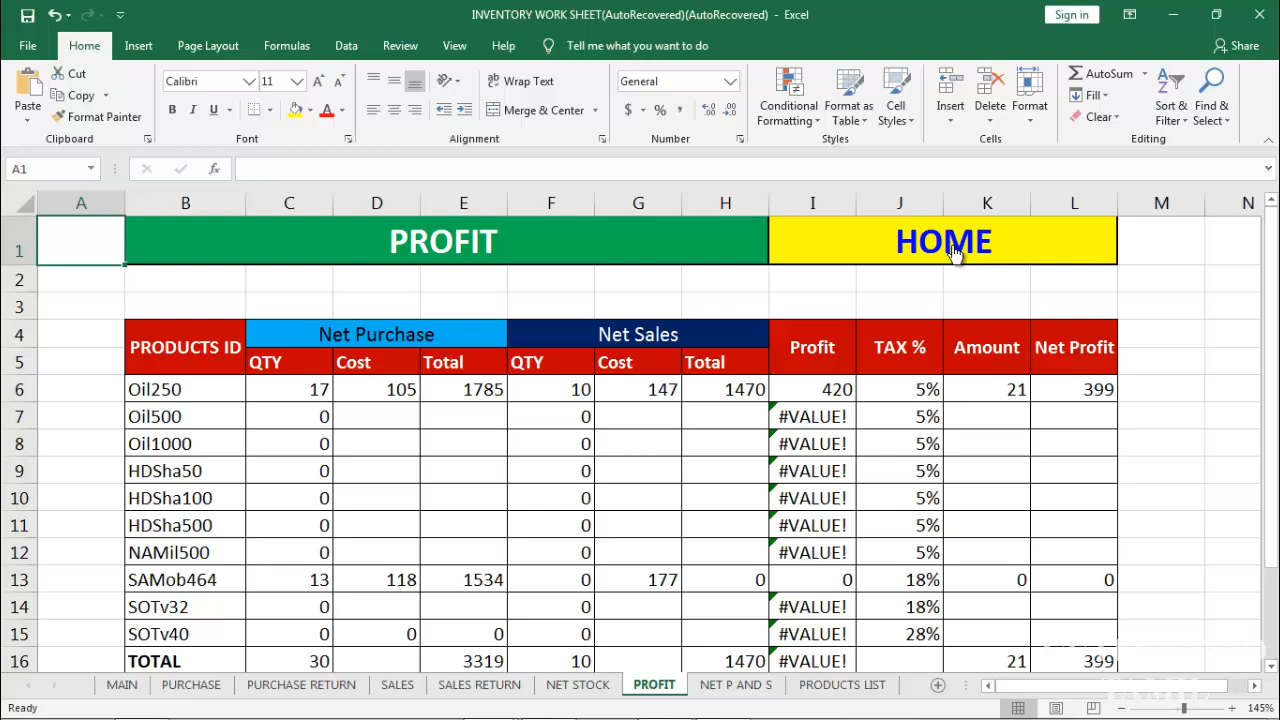 INVENTORY WORK SHEET(AutoRecovered)(AutoRecovered) - Excel
Sign in
File Home Insert Page Layout Formulas Data Review View Help Tell me what you want to do Share
Paste Cut Copy Format Painter Clipboard
Calibri 11 B I U A Font
Wrap Text Merge & Center Alignment
General $ % , Number
Conditional Formatting Format as Table Cell Styles Styles
Insert Delete Format Cells
AutoSum Fill Clear Sort & Filter Find & Select Editing
A1 fx
A B C D E F G H I J K L M N
1 PROFIT HOME
2
3
4 PRODUCTS ID Net Purchase Net Sales Profit TAX % Amount Net Profit
5 QTY Cost Total QTY Cost Total
6 Oil250 17 105 1785 10 147 1470 420 5% 21 399
7 Oil500 0 0 #VALUE! 5%
8 Oil1000 0 0 #VALUE! 5%
9 HDSha50 0 0 #VALUE! 5%
10 HDSha100 0 0 #VALUE! 5%
11 HDSha500 0 0 #VALUE! 5%
12 NAMil500 0 0 #VALUE! 5%
13 SAMob464 13 118 1534 0 177 0 0 18% 0 0
14 SOTv32 0 0 #VALUE! 18%
15 SOTv40 0 0 0 0 #VALUE! 28%
16 TOTAL 30 3319 10 1470 #VALUE! 21 399
MAIN PURCHASE PURCHASE RETURN SALES SALES RETURN NET STOCK PROFIT NET P AND S PRODUCTS LIST
Ready 145%